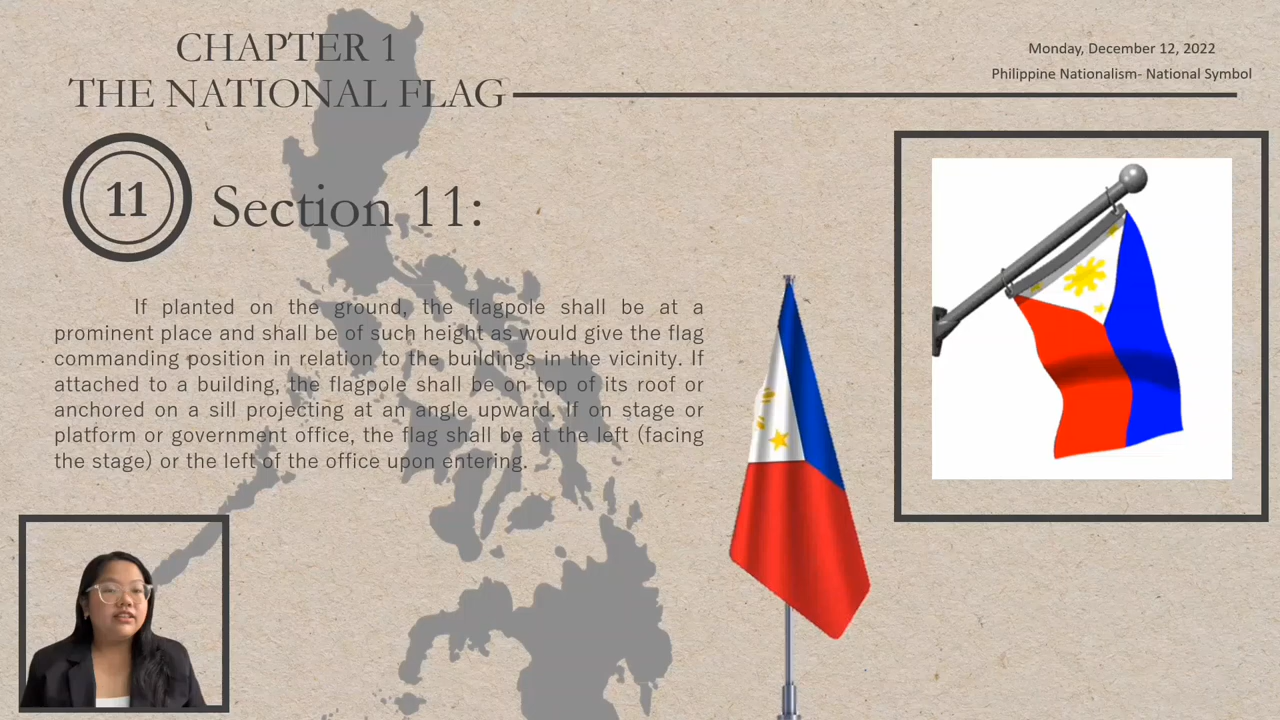 CHAPTER 1
THE NATIONAL FLAG
Monday, December 12, 2022
Philippine Nationalism- National Symbol
11
Section 11:
If planted on the ground, the flagpole shall be at a
prominent place and shall be of such height as would give the flag
commanding position in relation to the buildings in the vicinity. If
attached to a building, the flagpole shall be on top of its roof or
anchored on a sill projecting at an angle upward. If on stage or
platform or government office, the flag shall be at the left (facing
the stage) or the left of the office upon entering.